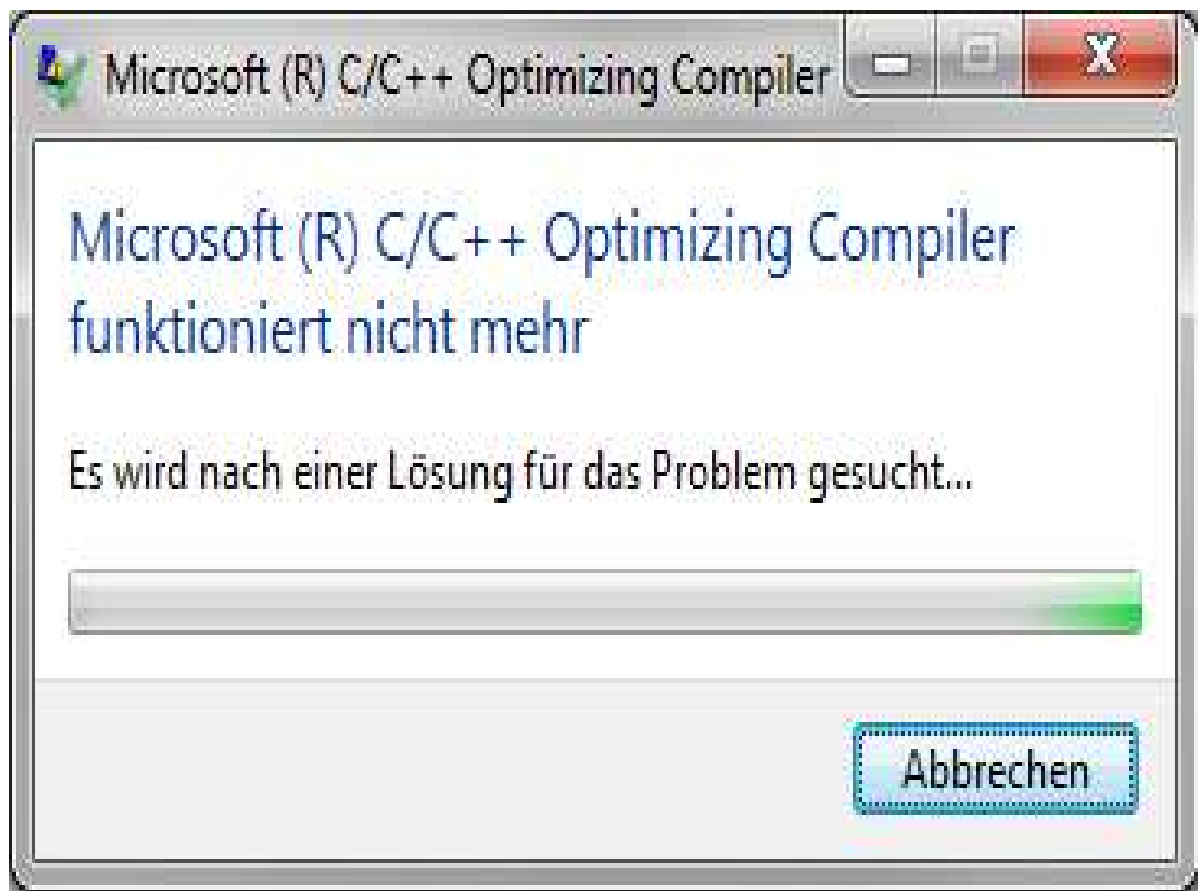 Microsoft (R) C/C++ Optimizing Compiler
Microsoft (R) C/C++ Optimizing Compiler
funktioniert nicht mehr
Es wird nach einer Lösung für das Problem gesucht...
Abbrechen